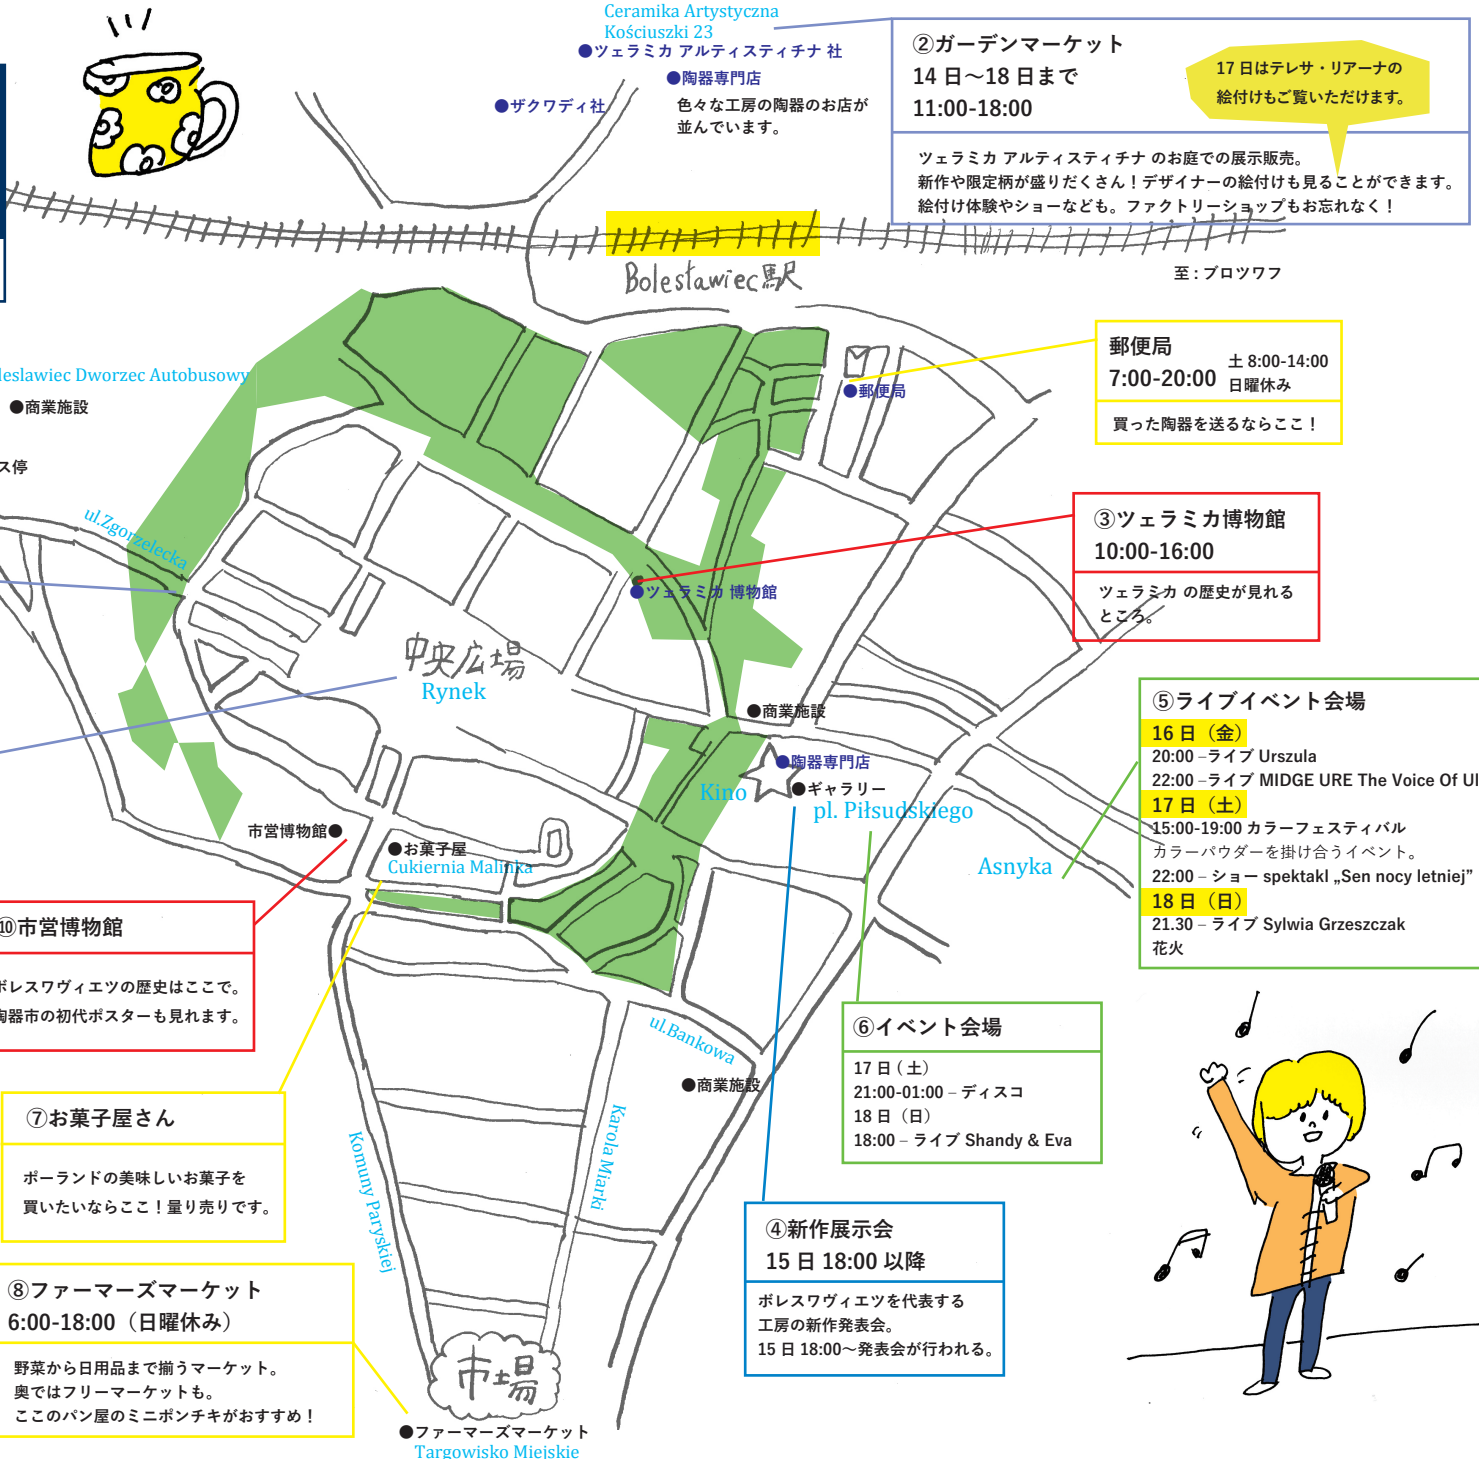 Ceramika Artystyczna
Kościuszki 23
●ツェラミカ アルティスティチナ 社
●陶器専門店
●ザクワディ社
色々な工房の陶器のお店が
並んでいます。
②ガーデンマーケット
14日〜18日まで
11:00-18:00
17日はテレサ・リアーナの
絵付けもご覧いただけます。
ツェラミカ アルティスティチナ のお庭での展示販売。
新作や限定柄が盛りだくさん！デザイナーの絵付けも見ることができます。
絵付け体験やショーなども。ファクトリーショップもお忘れなく！
Bolesławiec駅
至：ブロツワフ
郵便局
7:00-20:00
土 8:00-14:00
日曜休み
買った陶器を送るならここ！
●郵便局
leslawiec Dworzec Autobusowy
●商業施設
ス停
ul.Zgorzelecka
③ツェラミカ博物館
10:00-16:00
ツェラミカ の歴史が見れる
ところ。
●ツェラミカ 博物館
中央広場
Rynek
●商業施設
●陶器専門店
Kino
●ギャラリー
pl. Piłsudskiego
Asnyka
⑤ライブイベント会場
16日（金）
20:00 –ライブ Urszula
22:00 –ライブ MIDGE URE The Voice Of Ul
17日（土）
15:00-19:00 カラーフェスティバル
カラーパウダーを掛け合うイベント。
22:00 – ショー spektakl „Sen nocy letniej”
18日（日）
21.30 – ライブ Sylwia Grzeszczak
花火
市営博物館●
●お菓子屋
Cukiernia Malinka
⑩市営博物館
ボレスワヴィエツの歴史はここで。
陶器市の初代ポスターも見れます。
ul.Bankowa
●商業施設
⑥イベント会場
17日 ( 土）
21:00-01:00 – ディスコ
18日（日）
18:00 – ライブ Shandy & Eva
⑦お菓子屋さん
ポーランドの美味しいお菓子を
買いたいならここ！量り売りです。
Komuny Paryskiej
Karola Miarki
④新作展示会
15日 18:00 以降
ボレスワヴィエツを代表する
工房の新作発表会。
15日 18:00〜発表会が行われる。
⑧ファーマーズマーケット
6:00-18:00（日曜休み）
野菜から日用品まで揃うマーケット。
奥ではフリーマーケットも。
ここのパン屋のミニポンチキがおすすめ！
市場
●ファーマーズマーケット
Targowisko Miejskie